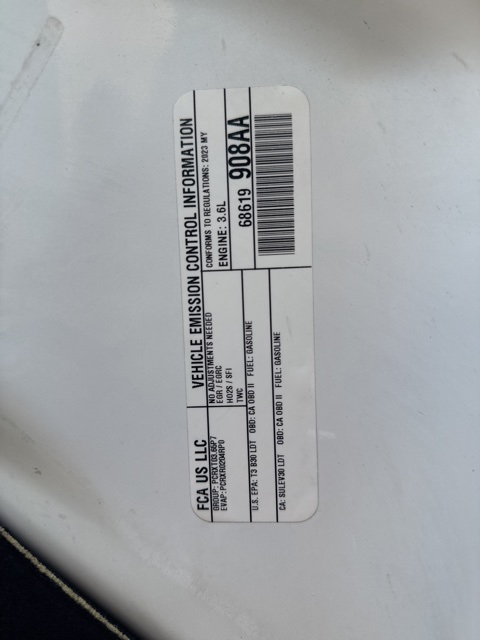 FCA US LLC
VEHICLE EMISSION CONTROL INFORMATION
GROUP: PCRXT03.65P7
EVAP: PCRXR0204RP0
NO ADJUSTMENTS NEEDED
EGR / EGRC
HO2S / SFI
TWC
CONFORMS TO REGULATIONS: 2023 MY
ENGINE: 3.6L
68619 908AA
U.S. EPA: T3 B30 LDT OBD: CA OBD II FUEL: GASOLINE
CA: SULEV30 LDT OBD: CA OBD II FUEL: GASOLINE